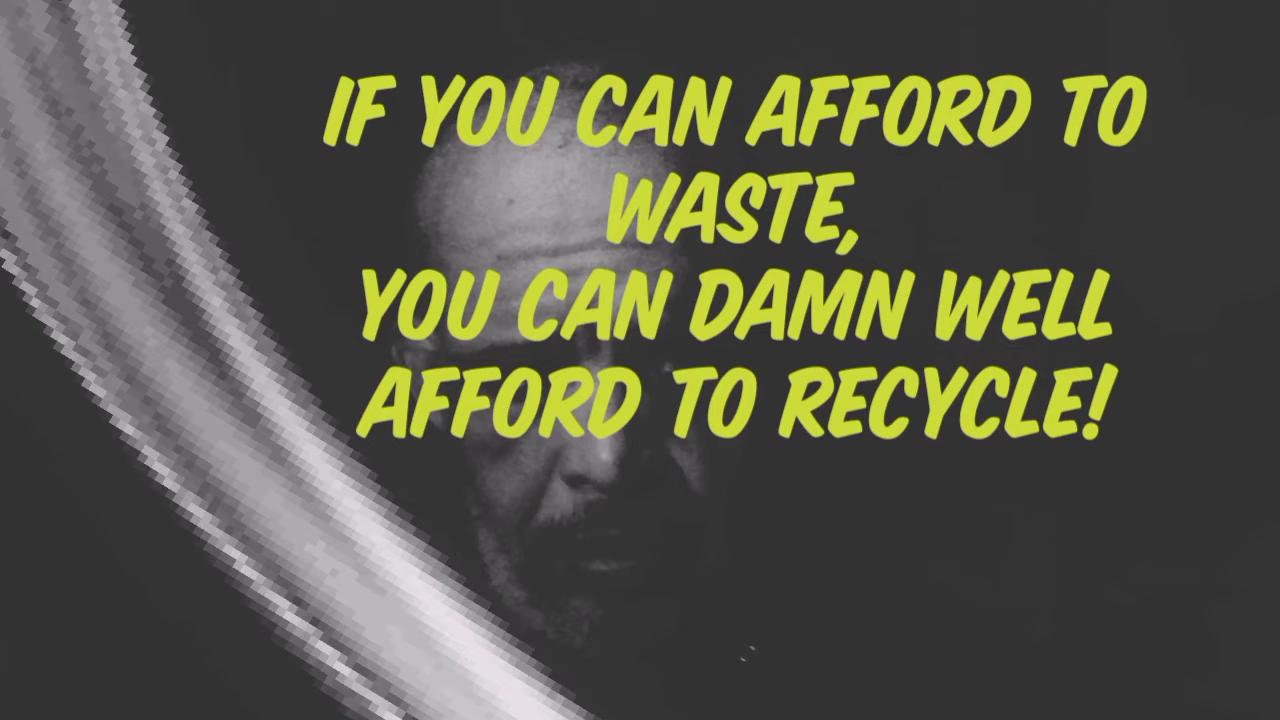 IF YOU CAN AFFORD TO
WASTE,
YOU CAN DAMN WELL
AFFORD TO RECYCLE!